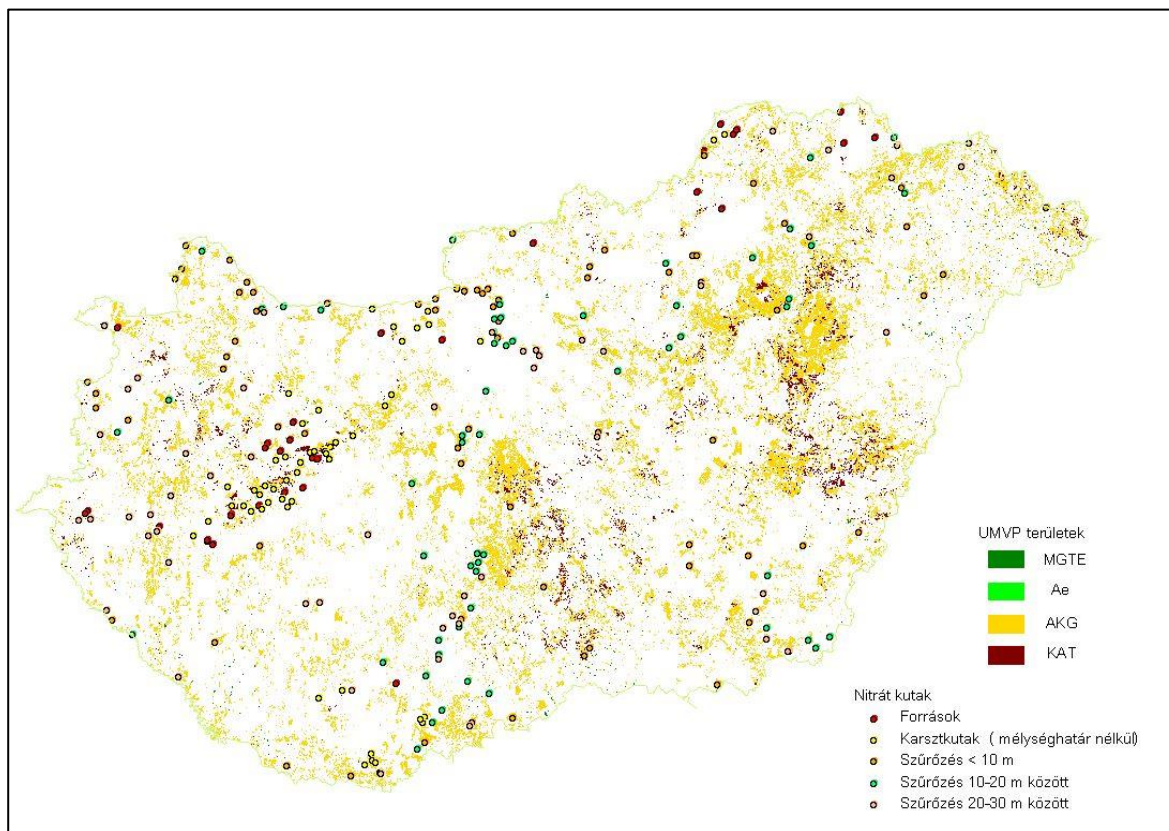 UMVP területek
MGTE
Ae
AKG
KAT
Nitrát kutak
Források
Karsztkutak ( mélységhatár nélkül)
Szűrőzés < 10 m
Szűrőzés 10-20 m között
Szűrőzés 20-30 m között